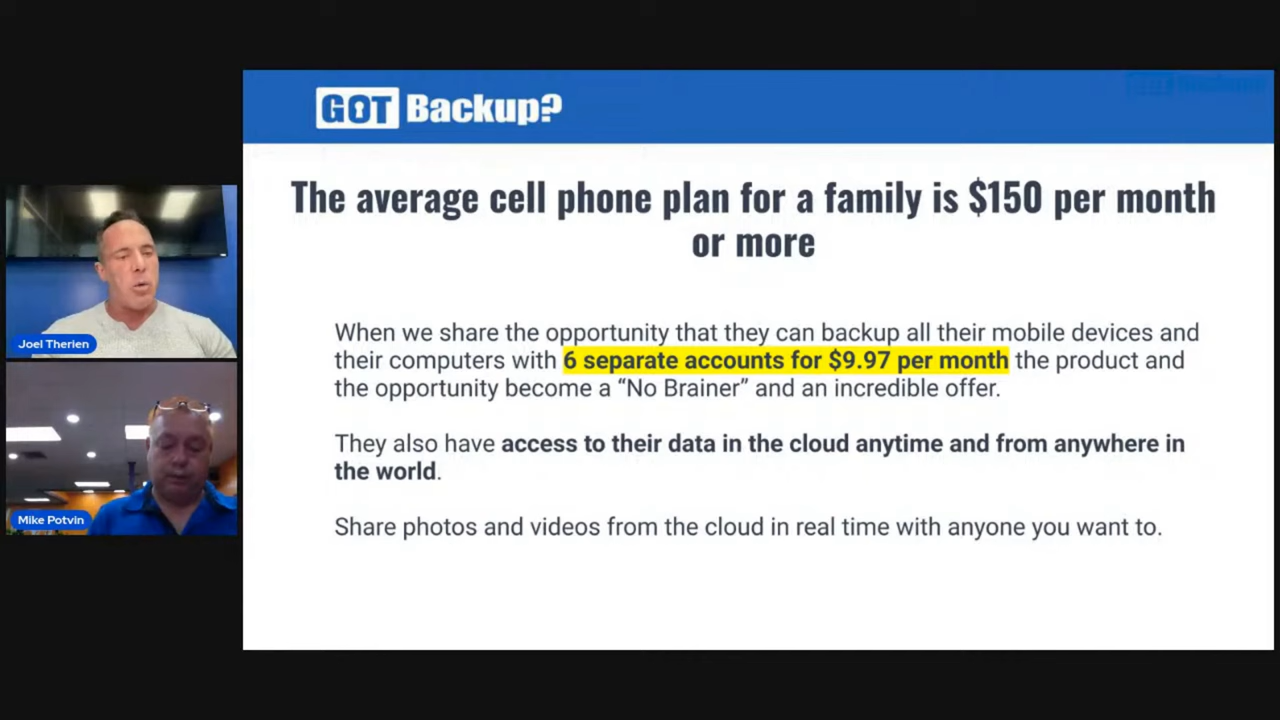 GOT Backup?
The average cell phone plan for a family is $150 per month
or more
When we share the opportunity that they can backup all their mobile devices and
their computers with 6 separate accounts for $9.97 per month the product and
the opportunity become a “No Brainer” and an incredible offer.
They also have access to their data in the cloud anytime and from anywhere in
the world.
Share photos and videos from the cloud in real time with anyone you want to.
Joel Therien
Mike Potvin